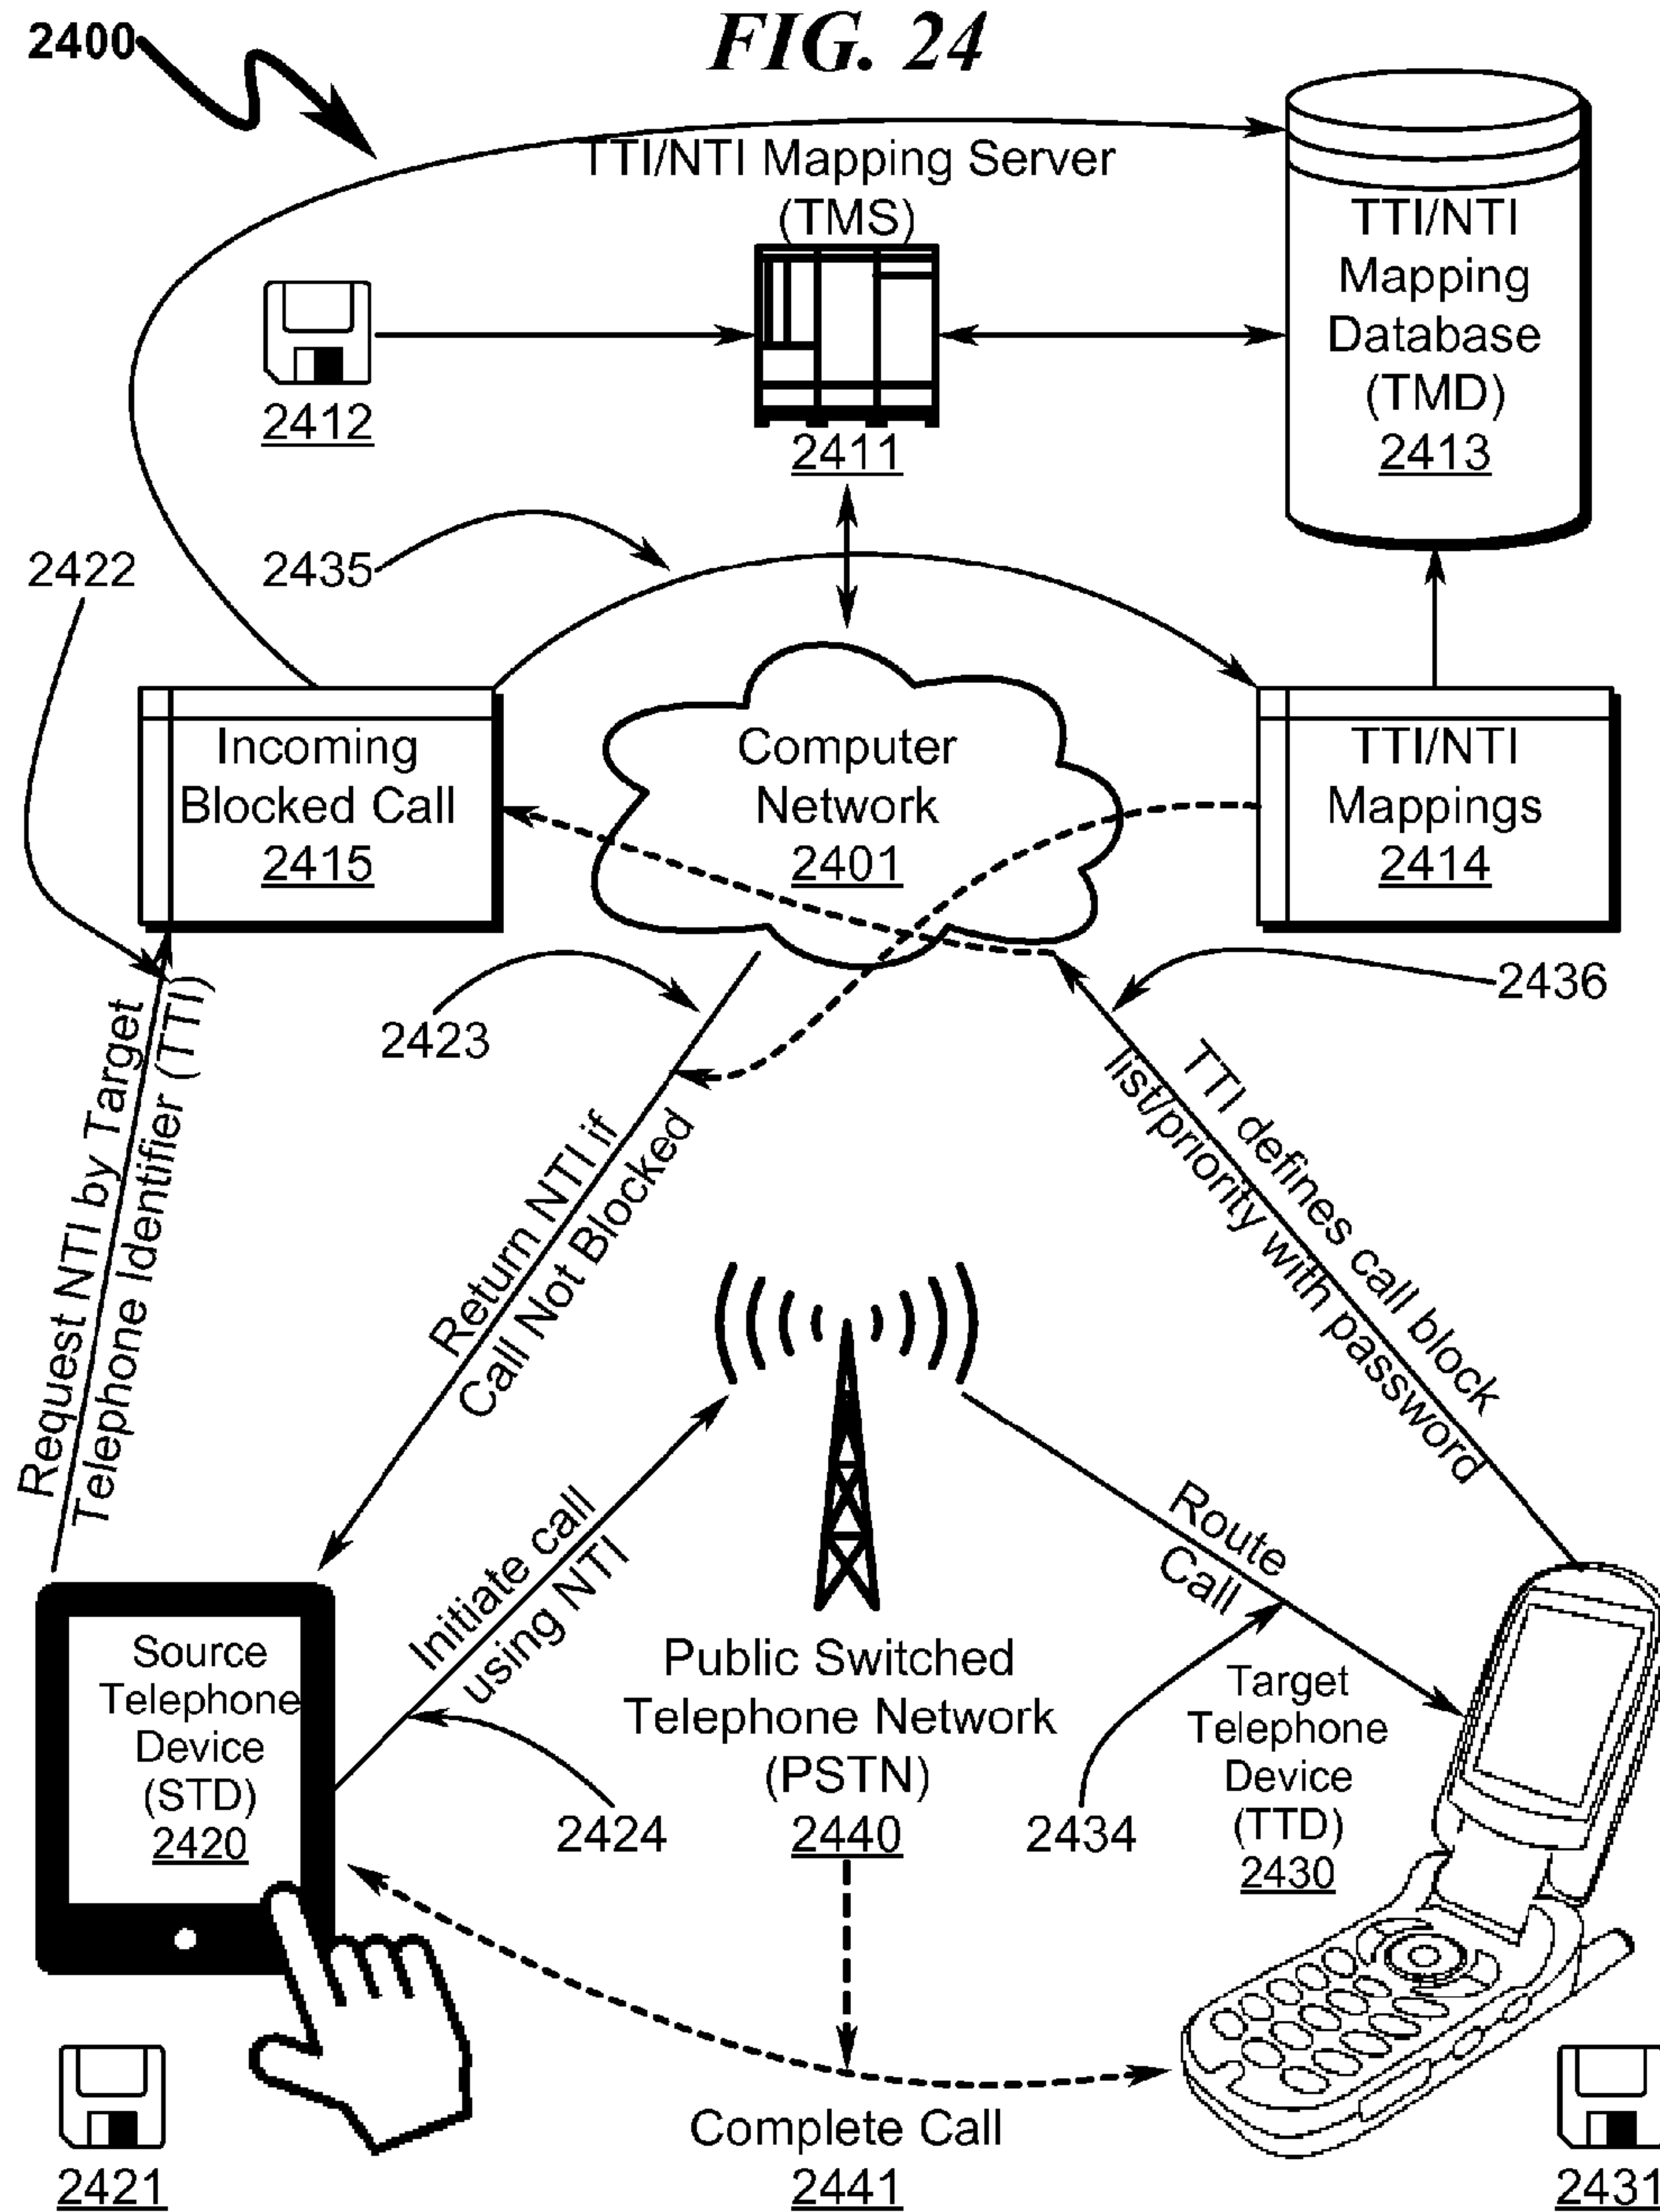 FIG. 24
2400
TTI/NTI Mapping Server
(TMS)
2411
2412
TTI/NTI
Mapping
Database
(TMD)
2413
2422
2435
Incoming
Blocked Call
2415
Computer
Network
2401
TTI/NTI
Mappings
2414
2423
2436
Request NTI by Target
Telephone Identifier (TTI)
Return NTI if
Call Not Blocked
TTI defines call block
list/priority with password
Initiate call
using NTI
Route
Call
Source
Telephone
Device
(STD)
2420
Public Switched
Telephone Network
(PSTN)
2440
Target
Telephone
Device
(TTD)
2430
2424
2434
Complete Call
2441
2421
2431